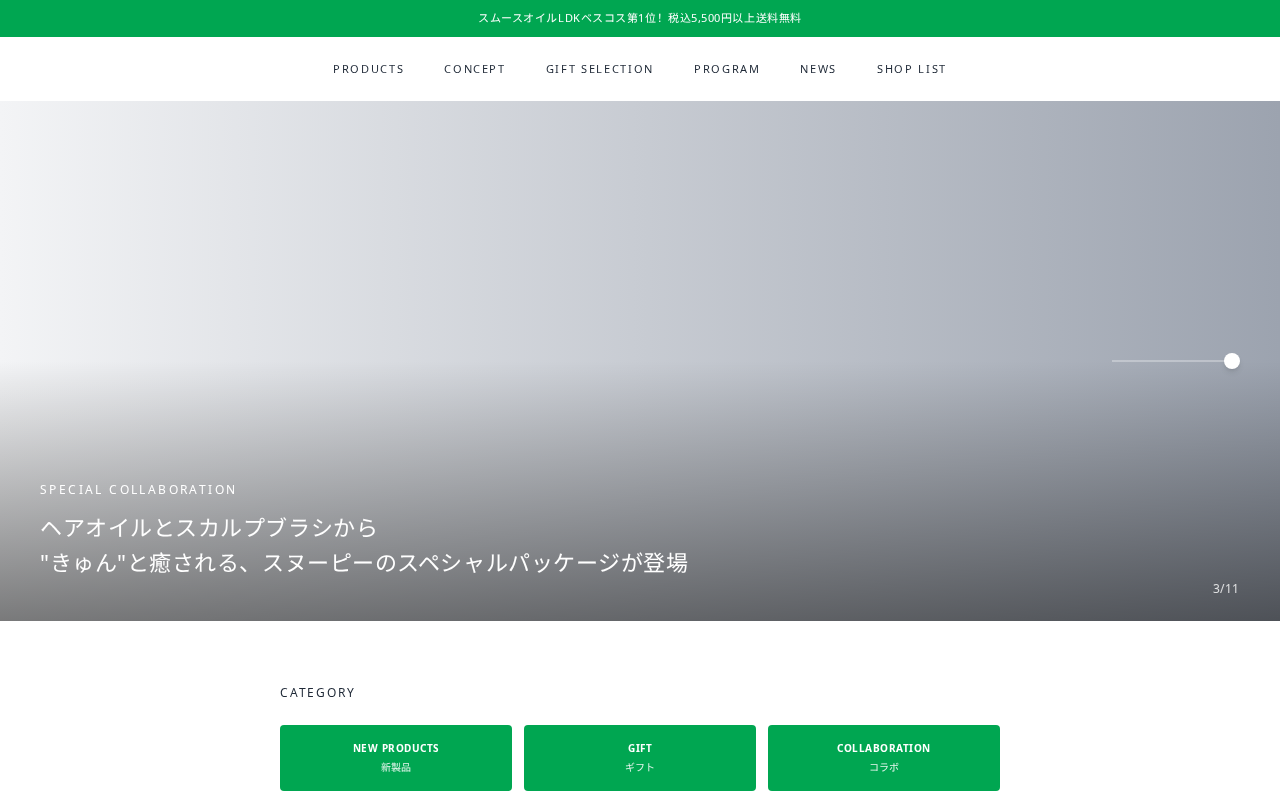 スムースオイルLDKベスコス第1位！税込5,500円以上送料無料
PRODUCTS CONCEPT GIFT SELECTION PROGRAM NEWS SHOP LIST
SPECIAL COLLABORATION
ヘアオイルとスカルプブラシから
"きゅん"と癒される、スヌーピーのスペシャルパッケージが登場
3/11
CATEGORY
NEW PRODUCTS
新製品
GIFT
ギフト
COLLABORATION
コラボ